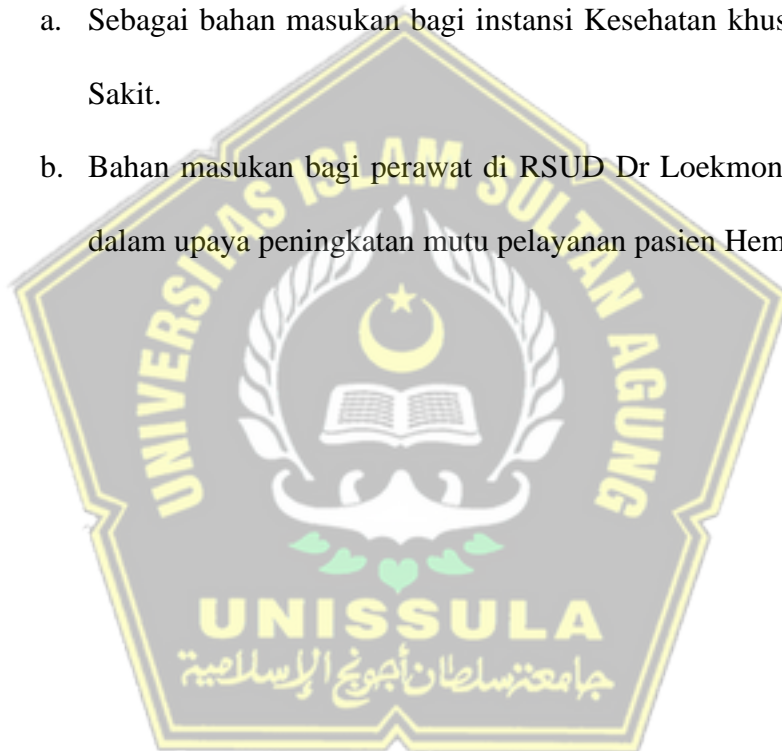 a. Sebagai bahan masukan bagi instansi Kesehatan khus
Sakit.
b. Bahan masukan bagi perawat di RSUD Dr Loekmon
dalam upaya peningkatan mutu pelayanan pasien Hem
UNIVERSITAS ISLAM SULTAN AGUNG
UNISSULA
جامعة سلطان أجونج الإسلامية